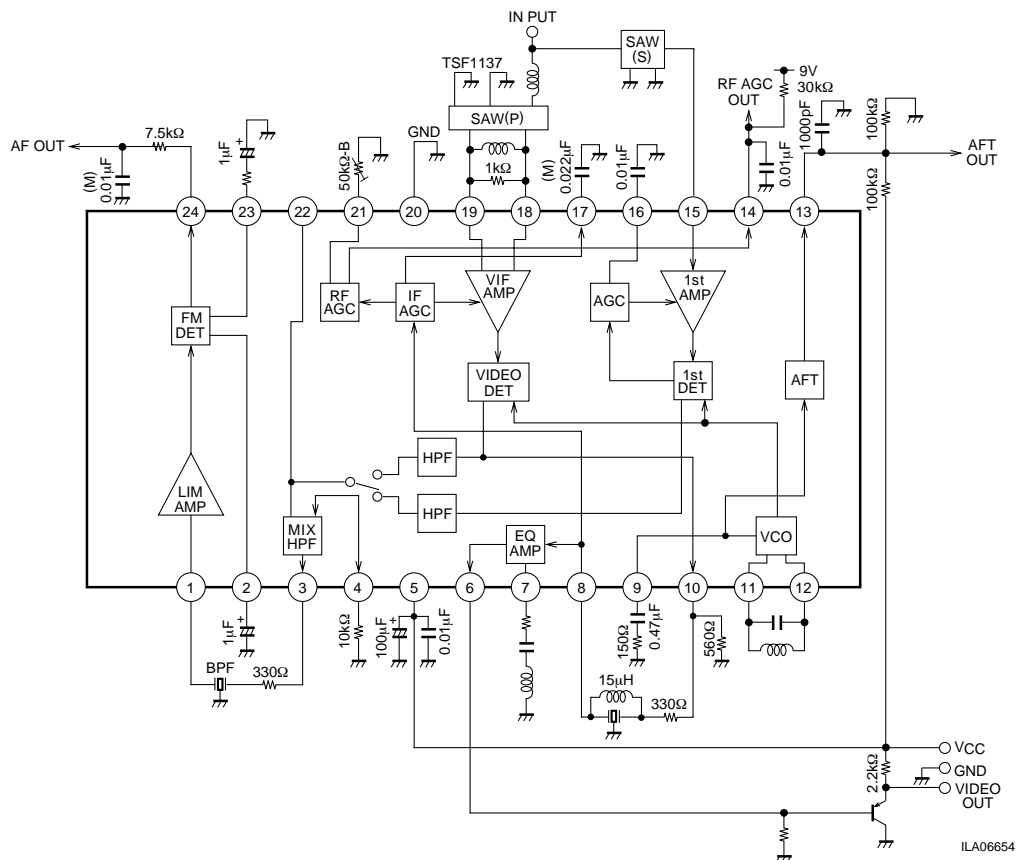 IN PUT
SAW
(S)
TSF1137
9V
30kΩ
RF AGC
OUT
1000pF
100kΩ
SAW(P)
AF OUT
7.5kΩ
1µF
+
GND
(M)
0.01µF
50kΩ-B
1kΩ
(M)
0.022µF
0.01µF
0.01µF
AFT
OUT
100kΩ
24
23
22
21
20
19
18
17
16
15
14
13
RF
AGC
IF
AGC
VIF
AMP
AGC
1st
AMP
FM
DET
VIDEO
DET
1st
DET
AFT
HPF
LIM
AMP
HPF
MIX
HPF
EQ
AMP
VCO
1
2
3
4
5
6
7
8
9
10
11
12
1µF
+
10kΩ
100µF
+
0.01µF
150Ω
0.47µF
560Ω
BPF
330Ω
15µH
330Ω
VCC
2.2kΩ
GND
VIDEO
OUT
ILA06654